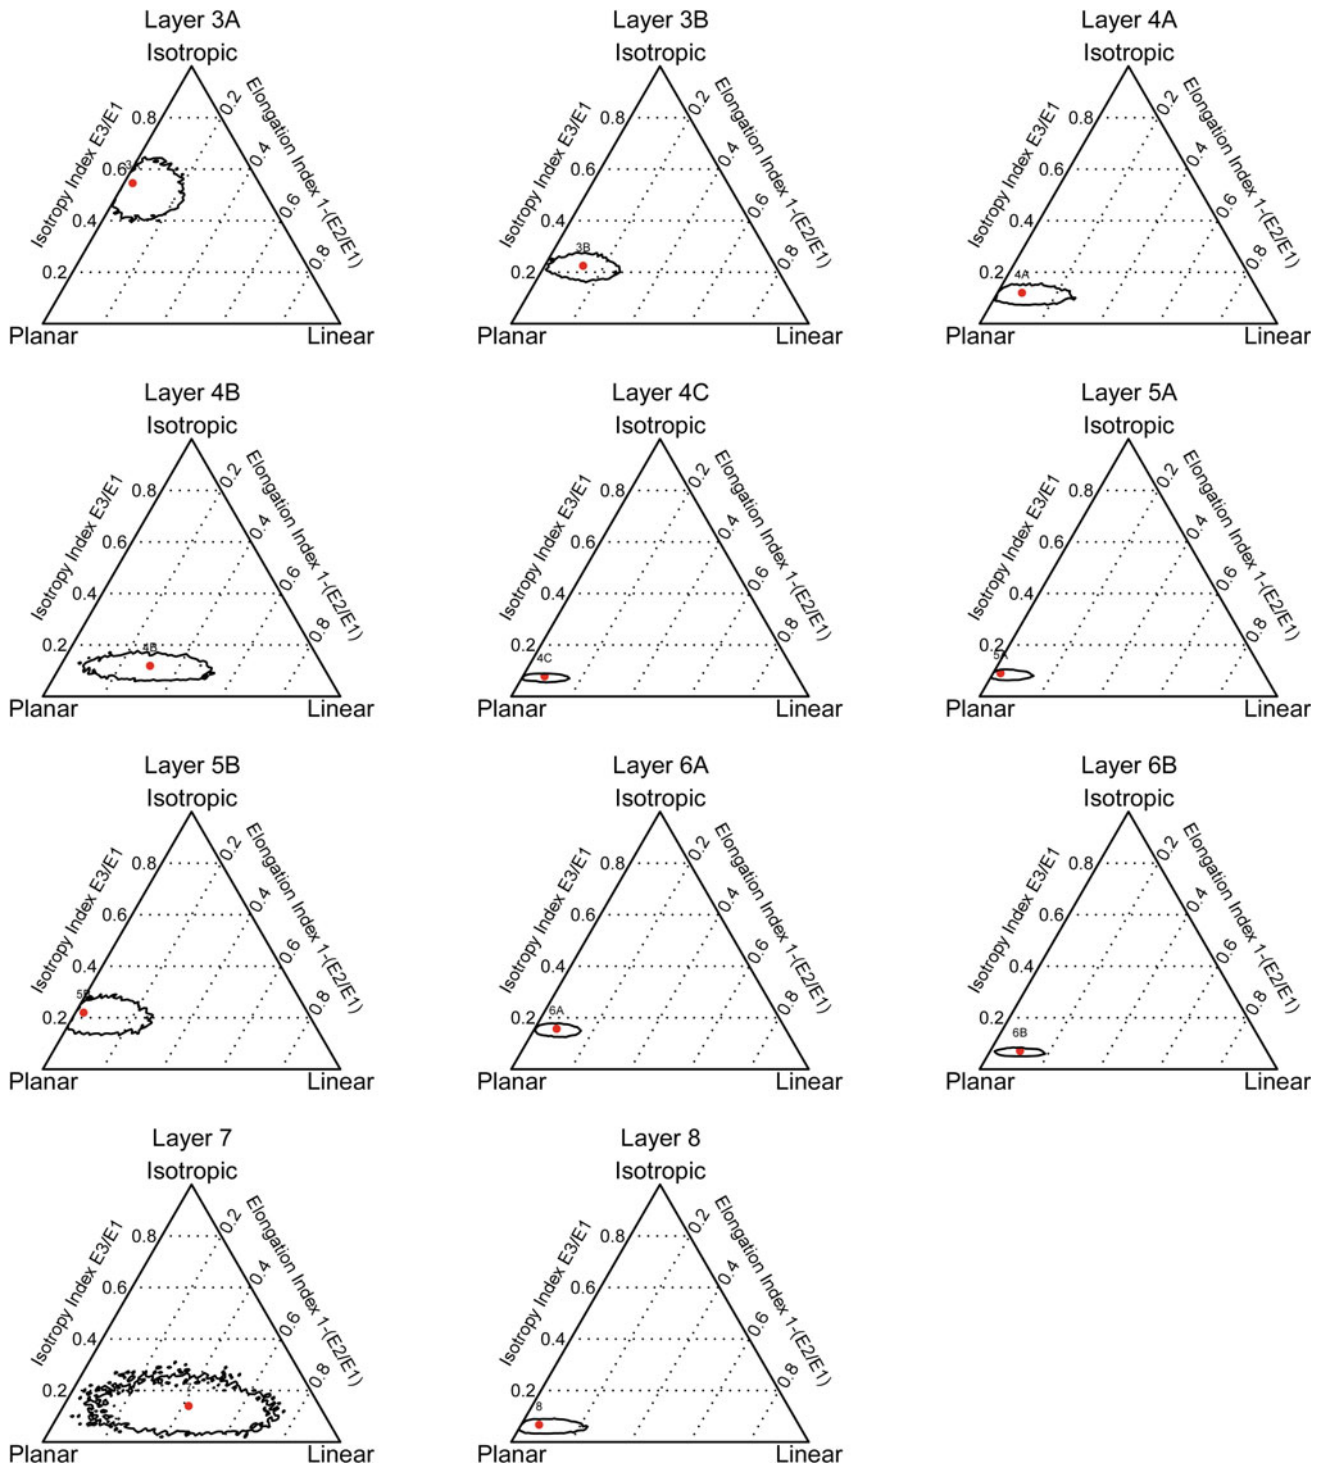 Layer 3A
Isotropic
Isotropy Index E3/E1
Elongation Index 1-(E2/E1)
0.8
0.6
0.4
0.2
0.2
0.4
0.6
0.8
3
Planar
Linear
Layer 3B
Isotropic
Isotropy Index E3/E1
Elongation Index 1-(E2/E1)
0.8
0.6
0.4
0.2
0.2
0.4
0.6
0.8
3B
Planar
Linear
Layer 4A
Isotropic
Isotropy Index E3/E1
Elongation Index 1-(E2/E1)
0.8
0.6
0.4
0.2
0.2
0.4
0.6
0.8
4A
Planar
Linear
Layer 4B
Isotropic
Isotropy Index E3/E1
Elongation Index 1-(E2/E1)
0.8
0.6
0.4
0.2
0.2
0.4
0.6
0.8
4B
Planar
Linear
Layer 4C
Isotropic
Isotropy Index E3/E1
Elongation Index 1-(E2/E1)
0.8
0.6
0.4
0.2
0.2
0.4
0.6
0.8
4C
Planar
Linear
Layer 5A
Isotropic
Isotropy Index E3/E1
Elongation Index 1-(E2/E1)
0.8
0.6
0.4
0.2
0.2
0.4
0.6
0.8
5A
Planar
Linear
Layer 5B
Isotropic
Isotropy Index E3/E1
Elongation Index 1-(E2/E1)
0.8
0.6
0.4
0.2
0.2
0.4
0.6
0.8
5B
Planar
Linear
Layer 6A
Isotropic
Isotropy Index E3/E1
Elongation Index 1-(E2/E1)
0.8
0.6
0.4
0.2
0.2
0.4
0.6
0.8
6A
Planar
Linear
Layer 6B
Isotropic
Isotropy Index E3/E1
Elongation Index 1-(E2/E1)
0.8
0.6
0.4
0.2
0.2
0.4
0.6
0.8
6B
Planar
Linear
Layer 7
Isotropic
Isotropy Index E3/E1
Elongation Index 1-(E2/E1)
0.8
0.6
0.4
0.2
0.2
0.4
0.6
0.8
Planar
Linear
Layer 8
Isotropic
Isotropy Index E3/E1
Elongation Index 1-(E2/E1)
0.8
0.6
0.4
0.2
0.2
0.4
0.6
0.8
8
Planar
Linear